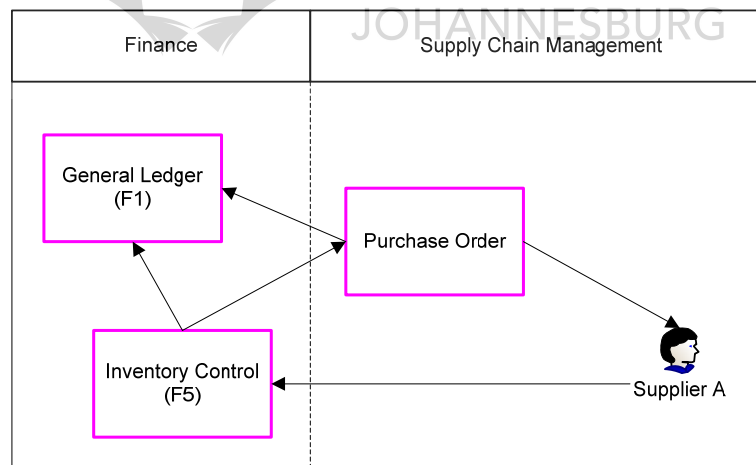 JOHANNESBURG
Finance
Supply Chain Management
General Ledger
(F1)
Purchase Order
Inventory Control
(F5)
Supplier A